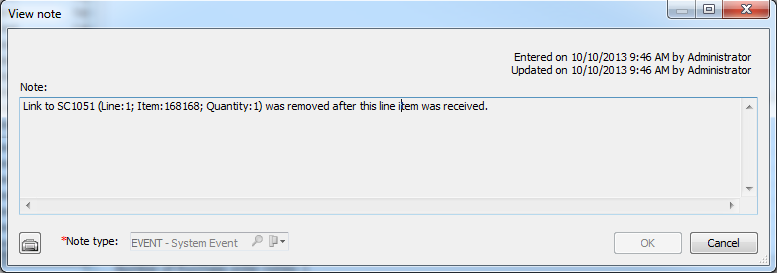 View note
Entered on 10/10/2013 9:46 AM by Administrator
Updated on 10/10/2013 9:46 AM by Administrator
Note:
Link to SC1051 (Line:1; Item:168168; Quantity:1) was removed after this line item was received.
*Note type: EVENT - System Event OK Cancel